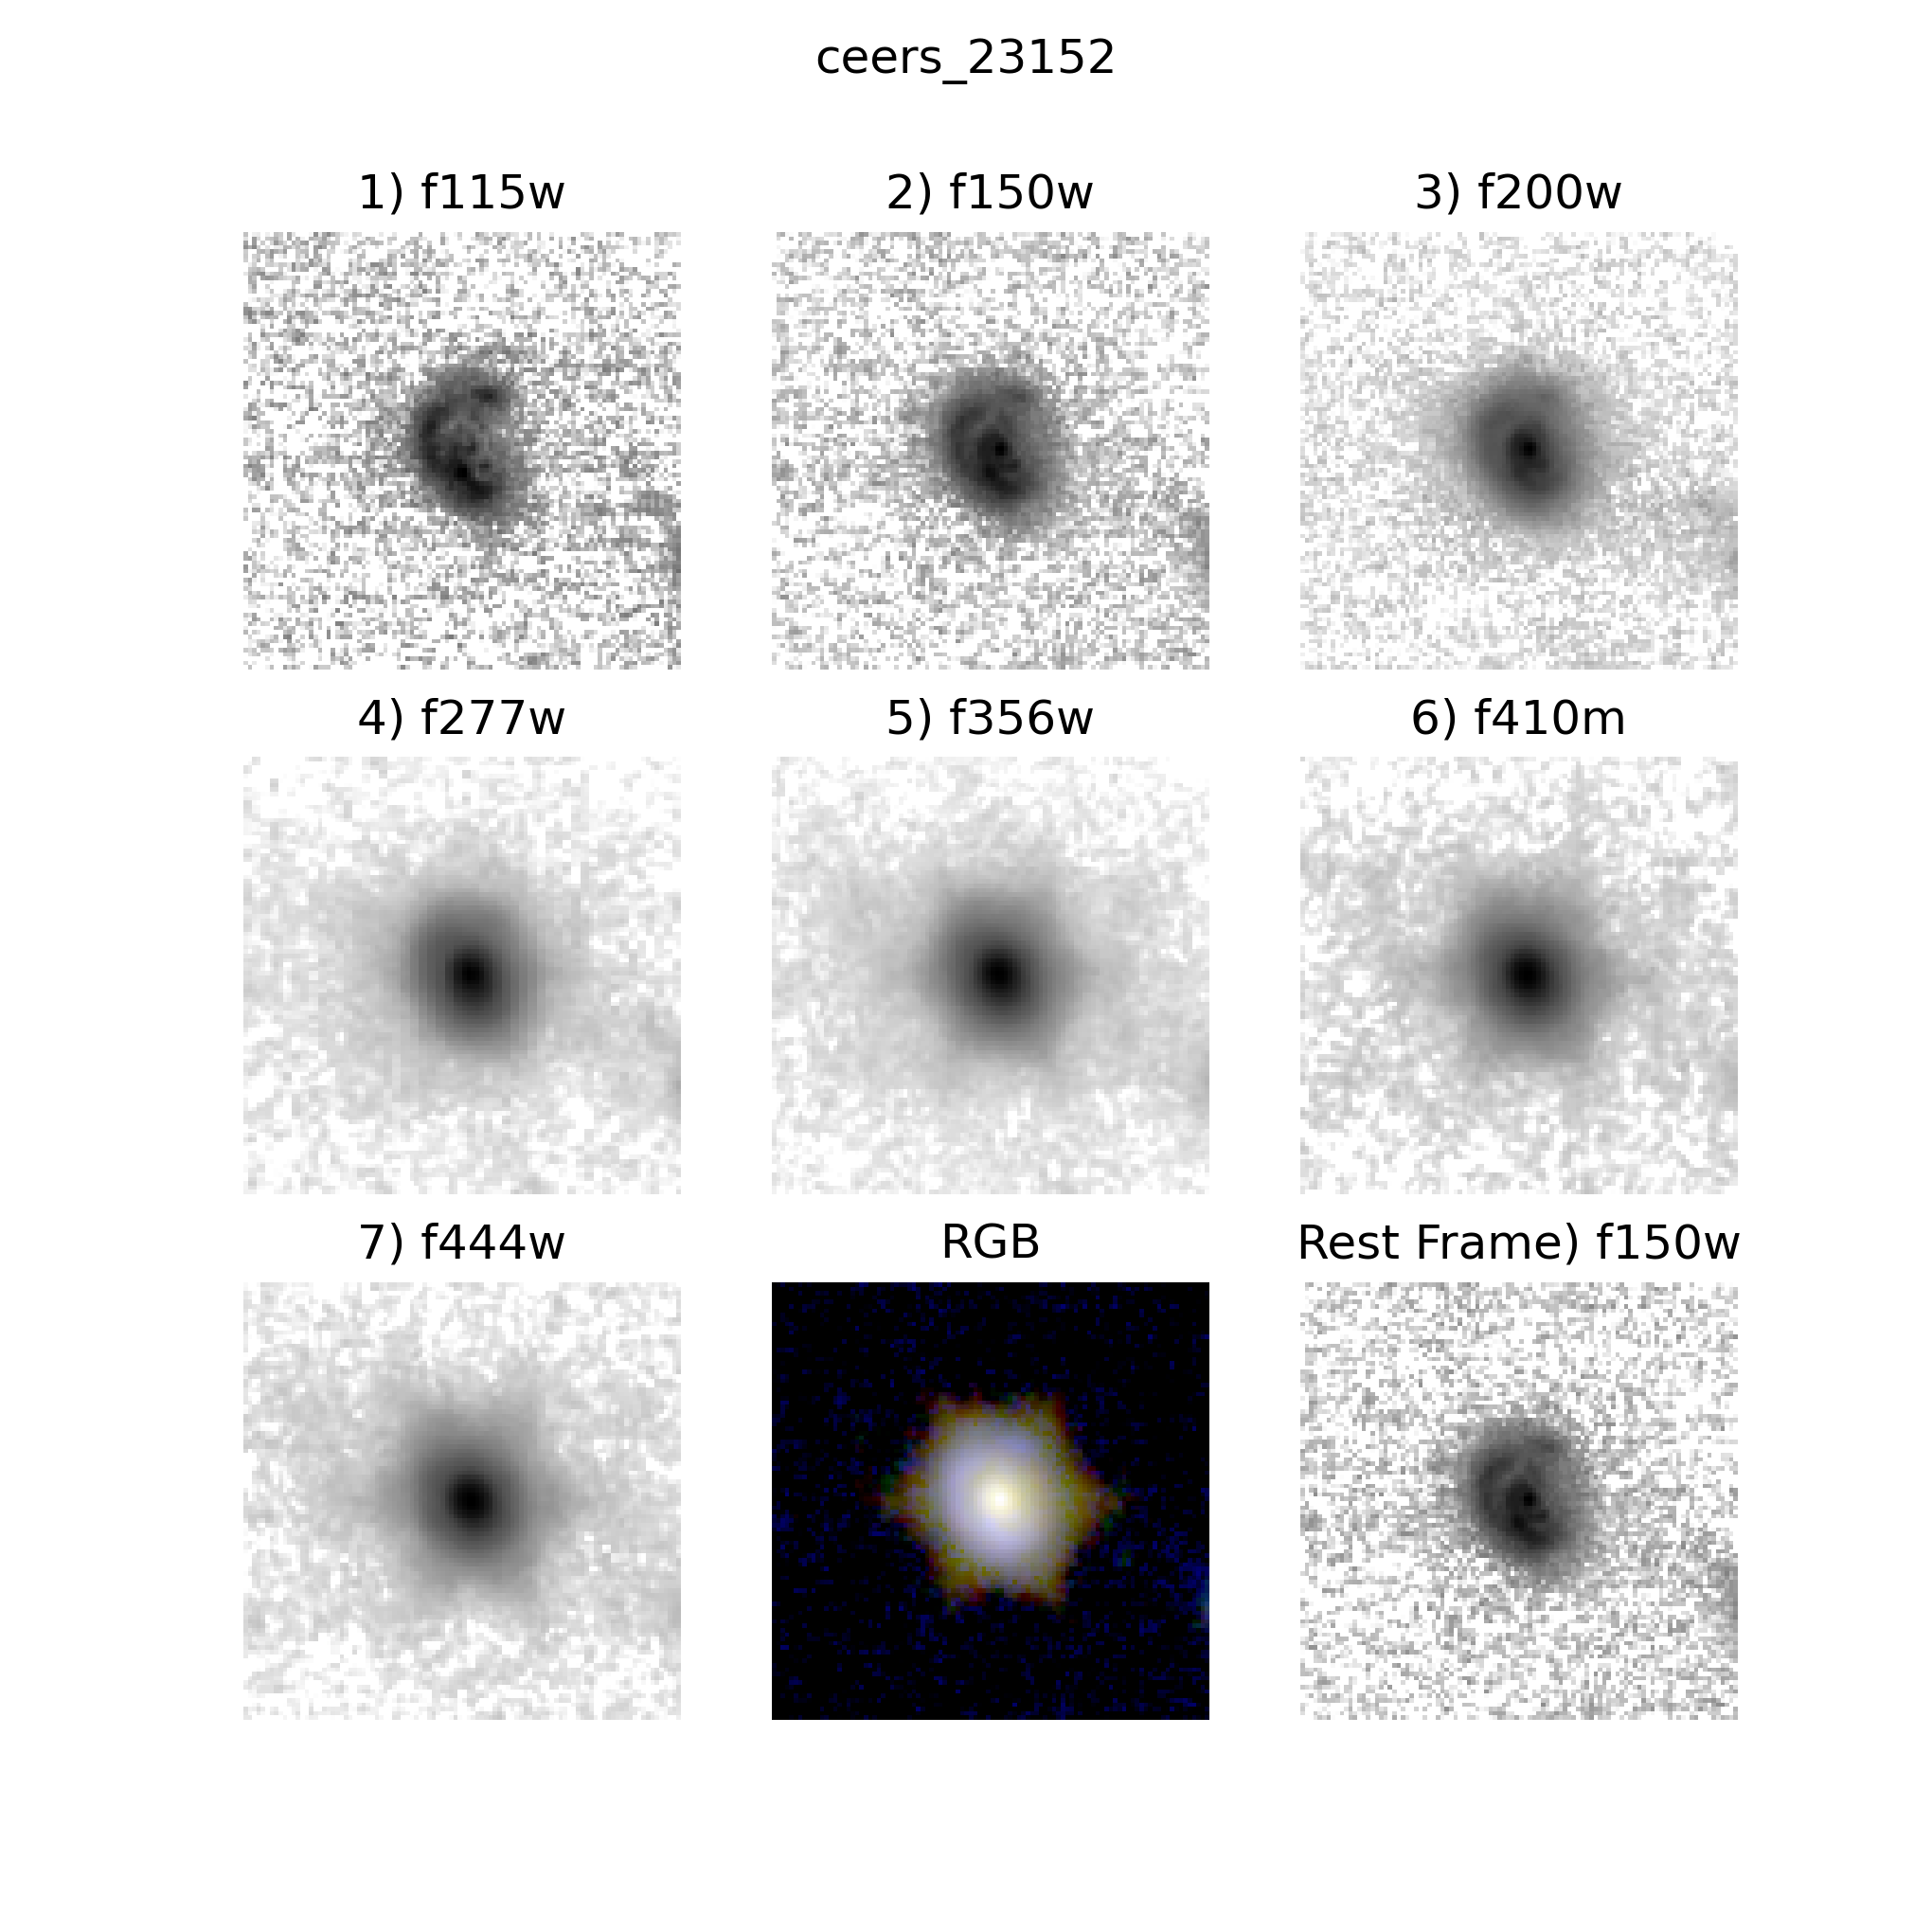 ceers_23152
1) f115w
2) f150w
3) f200w
4) f277w
5) f356w
6) f410m
7) f444w
RGB
Rest Frame) f150w